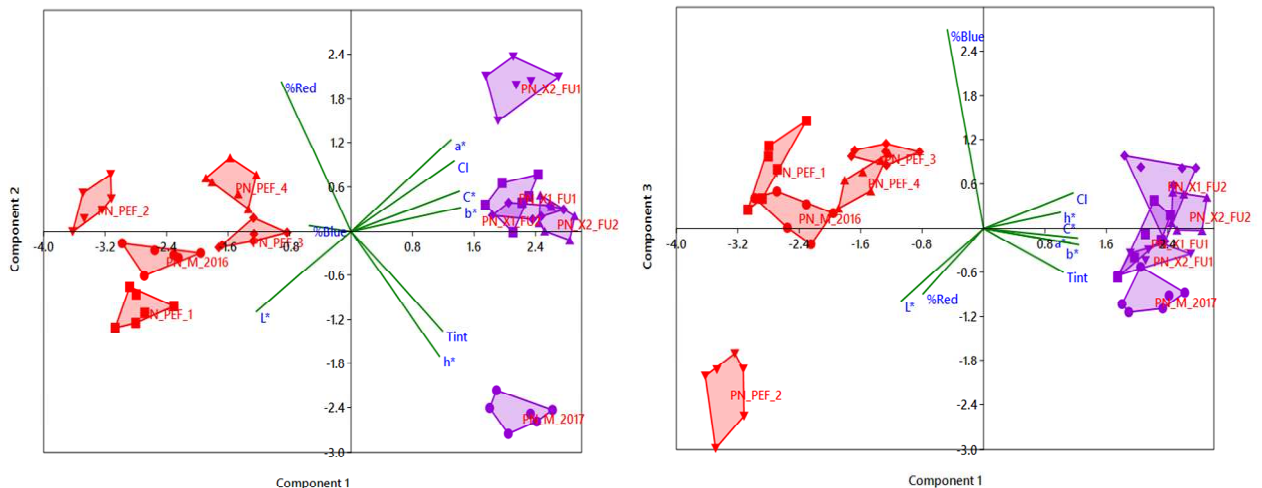 2.4
1.8
1.2
0.6
-0.6
-1.2
-1.8
-2.4
-3.0
-4.0
-3.2
-2.4
-1.6
-0.8
0.8
1.6
2.4
Component 2
Component 1
%Red
a*
CI
C*
b*
%Blue
L*
Tint
h*
PN_X2_FU1
PN_PEF_4
PN_PEF_2
PN_PEF_3
PN_M_2016
PN_PEF_1
PN_X1_FU1
PN_X1_FU2
PN_X2_FU2
PN_M_2017
2.4
1.8
1.2
0.6
-0.6
-1.2
-1.8
-2.4
-3.0
-4.0
-3.2
-2.4
-1.6
-0.8
0.8
1.6
2.4
Component 3
Component 1
%Blue
CI
h*
C*
a*
b*
Tint
%Red
L*
PN_PEF_1
PN_PEF_3
PN_PEF_4
PN_M_2016
PN_PEF_2
PN_X1_FU2
PN_X2_FU2
PN_X1_FU1
PN_X2_FU1
PN_M_2017